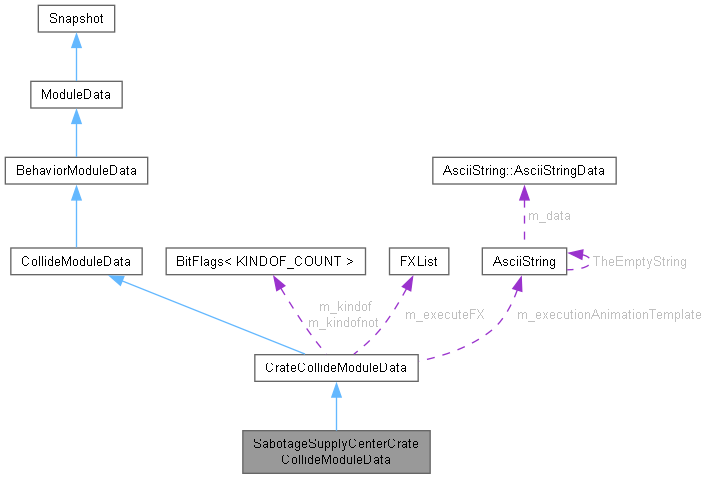 Snapshot
ModuleData
BehaviorModuleData
AsciiString::AsciiStringData
m_data
CollideModuleData
BitFlags< KINDOF_COUNT >
FXList
AsciiString
TheEmptyString
m_kindof
m_kindofnot
m_executeFX
m_executionAnimationTemplate
CrateCollideModuleData
SabotageSupplyCenterCrate
CollideModuleData